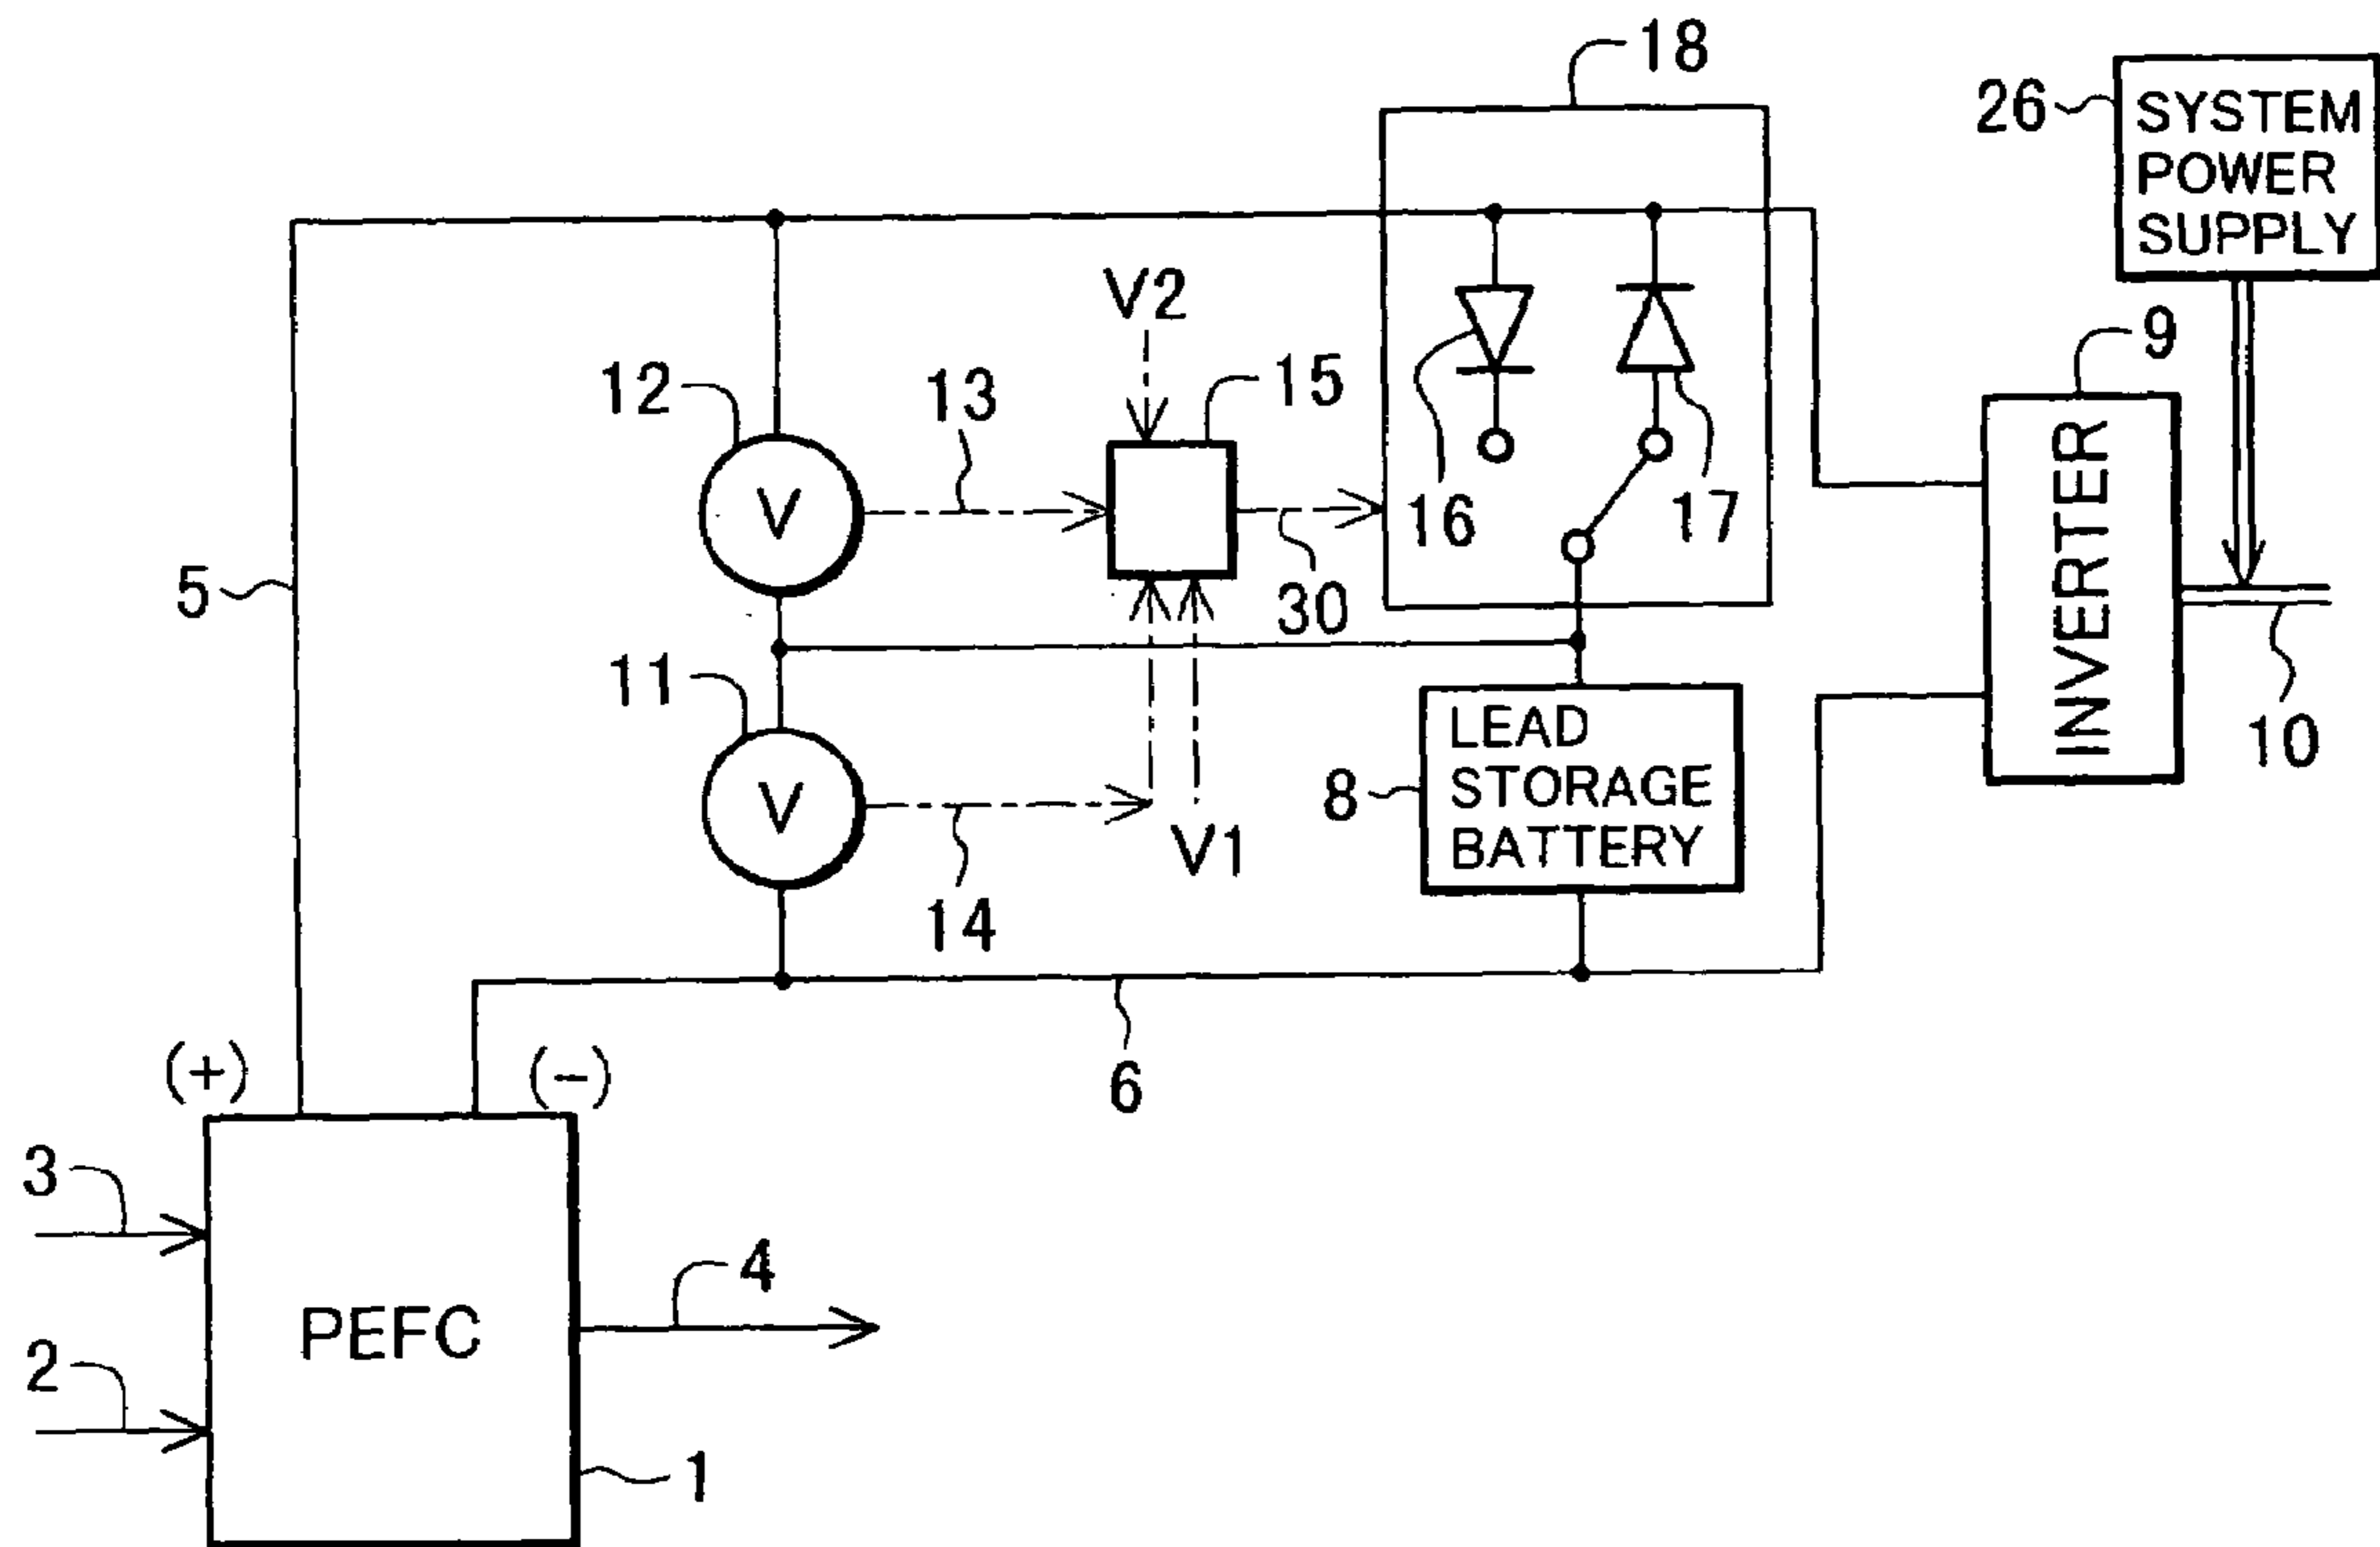 18
26
SYSTEM
POWER
SUPPLY
V2
9
12
13
15
V
16
17
5
30
INVERTER
11
10
LEAD
STORAGE
BATTERY
8
V
V1
14
6
(+)
(-)
3
4
PEFC
2
1